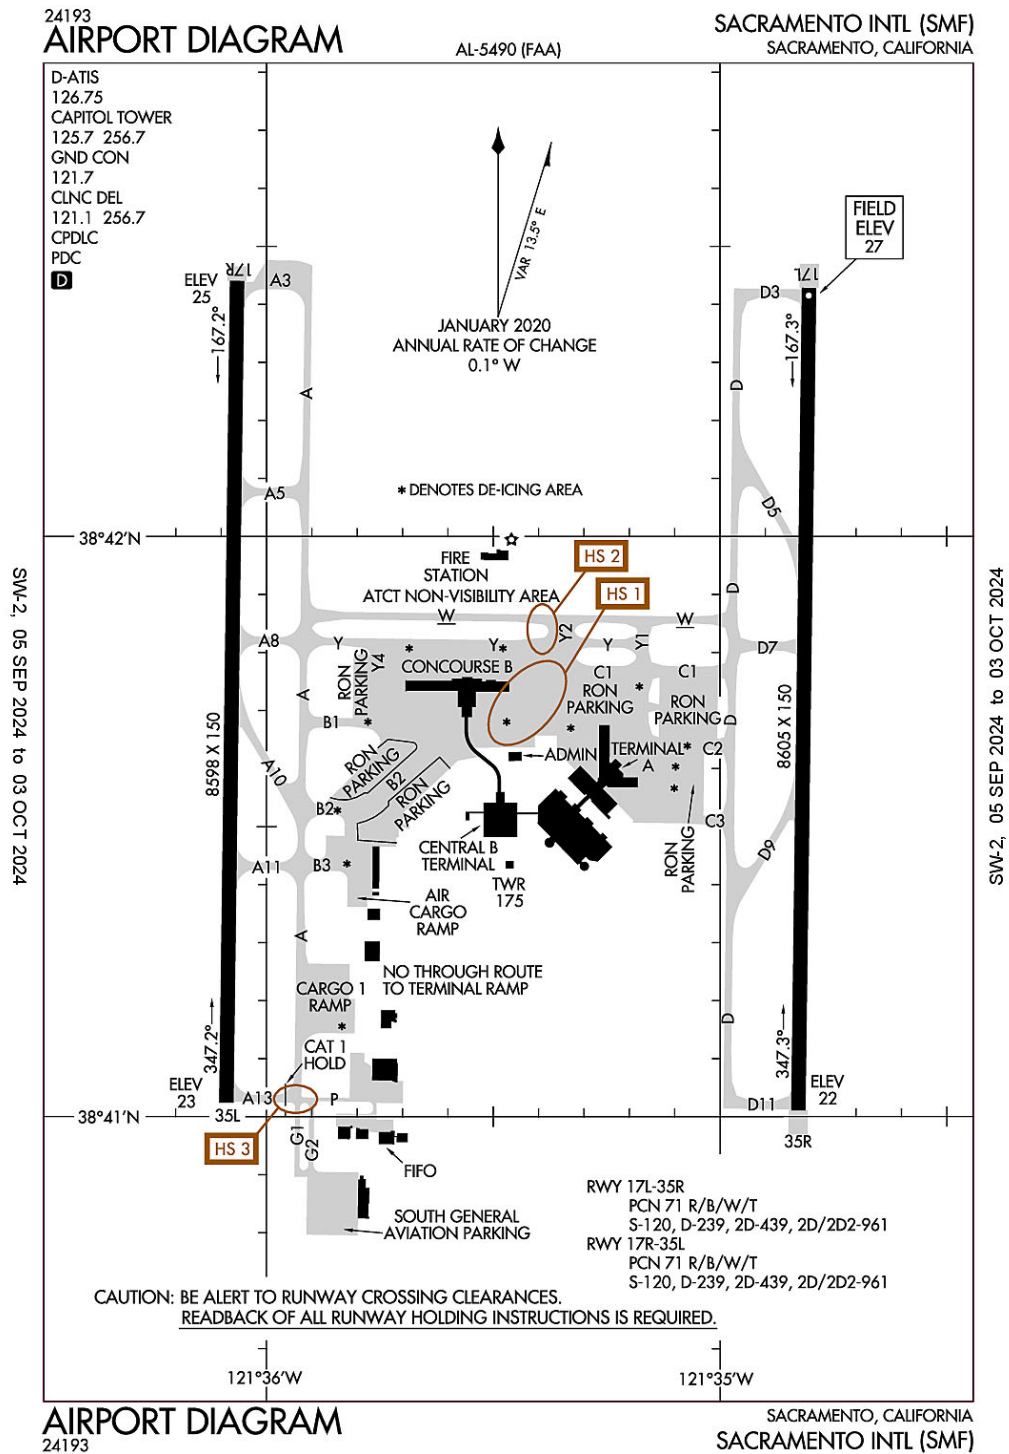 24193
AIRPORT DIAGRAM
AL-5490 (FAA)
SACRAMENTO INTL (SMF)
SACRAMENTO, CALIFORNIA
D-ATIS
126.75
CAPITOL TOWER
125.7 256.7
GND CON
121.7
CLNC DEL
121.1 256.7
CPDLC
PDC
D
VAR 13.5° E
JANUARY 2020
ANNUAL RATE OF CHANGE
0.1° W
FIELD
ELEV
27
ELEV
25
17R
A3
167.2°
A
17L
D3
167.3°
D
* DENOTES DE-ICING AREA
A5
D5
38°42'N
FIRE
STATION
HS 2
HS 1
ATCT NON-VISIBILITY AREA
D
W
W
Y2
A8
Y
Y
Y
Y1
D7
Y4
RON
PARKING
CONCOURSE B
C1
C1
RON
PARKING
RON
PARKING
A
B1
D
8598 X 150
8605 X 150
ADMIN
TERMINAL
A
C2
A10
RON
PARKING
B2
RON
PARKING
B2
C3
CENTRAL B
TERMINAL
D9
RON
PARKING
A11
B3
TWR
175
AIR
CARGO
RAMP
A
NO THROUGH ROUTE
TO TERMINAL RAMP
CARGO 1
RAMP
347.2°
347.3°
D
CAT 1
HOLD
ELEV
23
A13
P
ELEV
22
D11
38°41'N
35L
35R
G1
G2
HS 3
FIFO
SOUTH GENERAL
AVIATION PARKING
RWY 17L-35R
PCN 71 R/B/W/T
S-120, D-239, 2D-439, 2D/2D2-961
RWY 17R-35L
PCN 71 R/B/W/T
S-120, D-239, 2D-439, 2D/2D2-961
CAUTION: BE ALERT TO RUNWAY CROSSING CLEARANCES.
READBACK OF ALL RUNWAY HOLDING INSTRUCTIONS IS REQUIRED.
121°36'W
121°35'W
SW-2, 05 SEP 2024 to 03 OCT 2024
SW-2, 05 SEP 2024 to 03 OCT 2024
AIRPORT DIAGRAM
24193
SACRAMENTO, CALIFORNIA
SACRAMENTO INTL (SMF)